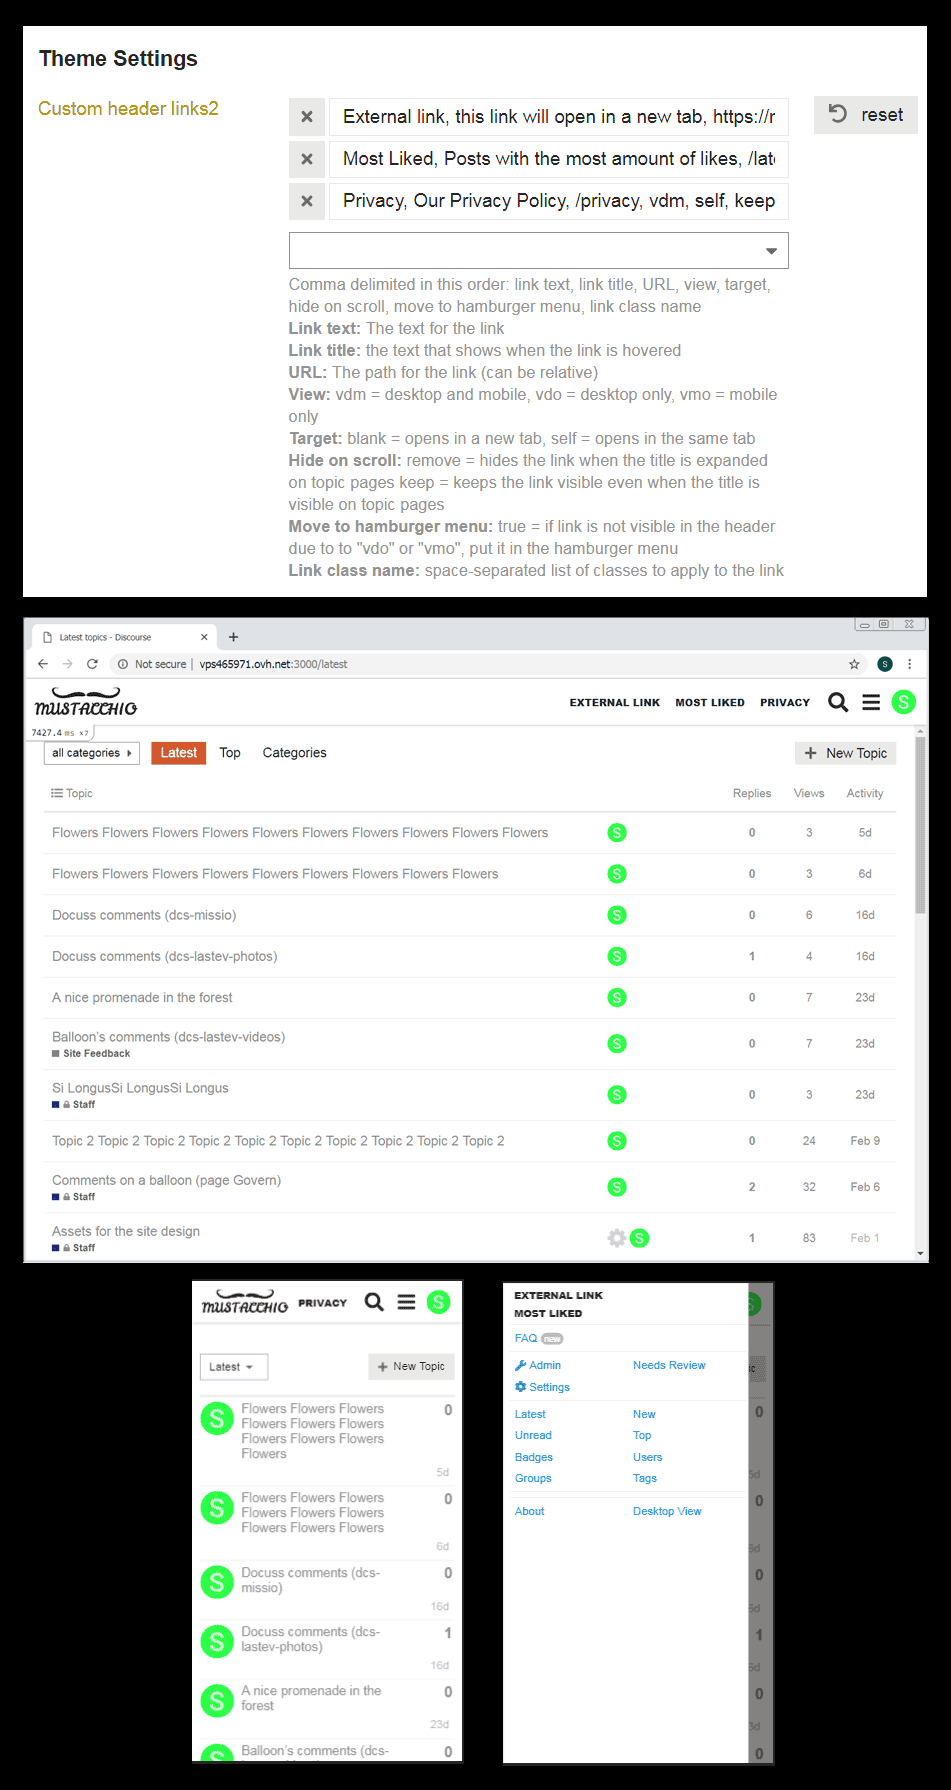 Theme Settings
Custom header links2
External link, this link will open in a new tab, https://r
reset
Most Liked, Posts with the most amount of likes, /late
Privacy, Our Privacy Policy, /privacy, vdm, self, keep
Comma delimited in this order: link text, link title, URL, view, target,
hide on scroll, move to hamburger menu, link class name
Link text: The text for the link
Link title: the text that shows when the link is hovered
URL: The path for the link (can be relative)
View: vdm = desktop and mobile, vdo = desktop only, vmo = mobile
only
Target: blank = opens in a new tab, self = opens in the same tab
Hide on scroll: remove = hides the link when the title is expanded
on topic pages keep = keeps the link visible even when the title is
visible on topic pages
Move to hamburger menu: true = if link is not visible in the header
due to to "vdo" or "vmo", put it in the hamburger menu
Link class name: space-separated list of classes to apply to the link
Latest topics - Discourse
Not secure | vps465971.ovh.net:3000/latest
S
MUSTACCHIO
EXTERNAL LINK MOST LIKED PRIVACY
S
7427.4 ms ×7
all categories Latest Top Categories
+ New Topic
Topic Replies Views Activity
Flowers Flowers Flowers Flowers Flowers Flowers Flowers Flowers Flowers Flowers S 0 3 5d
Flowers Flowers Flowers Flowers Flowers Flowers Flowers Flowers Flowers S 0 3 6d
Docuss comments (dcs-missio) S 0 6 16d
Docuss comments (dcs-lastev-photos) S 1 4 16d
A nice promenade in the forest S 0 7 23d
Balloon's comments (dcs-lastev-videos) S 0 7 23d
Site Feedback
Si LongusSi LongusSi Longus S 0 3 23d
Staff
Topic 2 Topic 2 Topic 2 Topic 2 Topic 2 Topic 2 Topic 2 Topic 2 Topic 2 Topic 2 S 0 24 Feb 9
Comments on a balloon (page Govern) S 2 32 Feb 6
Staff
Assets for the site design S 1 83 Feb 1
Staff
MUSTACCHIO PRIVACY S
Latest + New Topic
S Flowers Flowers Flowers 0
Flowers Flowers Flowers
Flowers Flowers Flowers
Flowers
5d
S Flowers Flowers Flowers 0
Flowers Flowers Flowers
Flowers Flowers Flowers
6d
S Docuss comments (dcs- 0
missio)
16d
S Docuss comments (dcs- 1
lastev-photos)
16d
S A nice promenade in the 0
forest
23d
S Balloon's comments (dcs- 0
EXTERNAL LINK
MOST LIKED
FAQ new
Admin Needs Review
Settings
Latest New
Unread Top
Badges Users
Groups Tags
About Desktop View
0
0
0
1
0
0